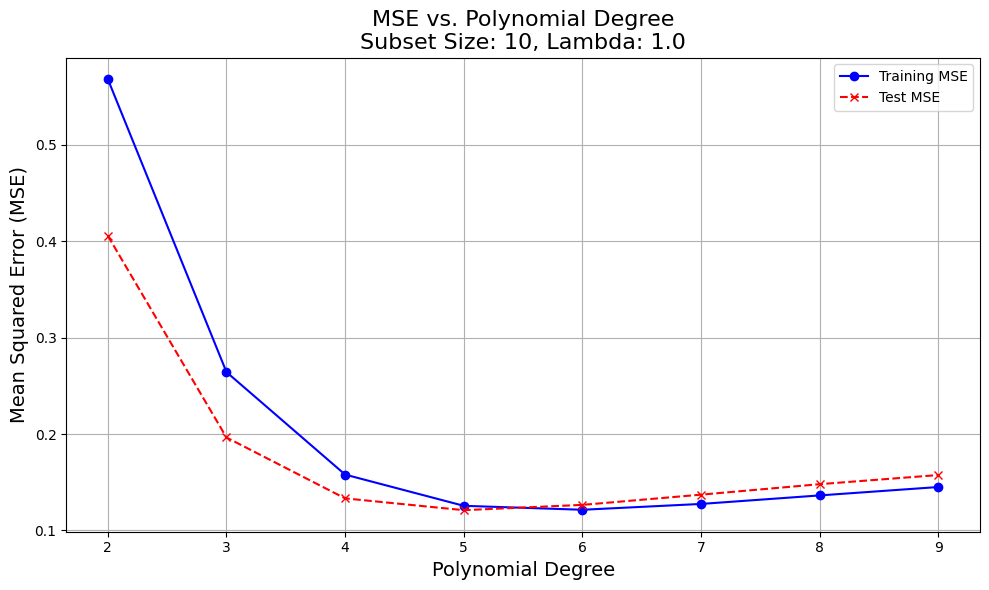 MSE vs. Polynomial Degree
Subset Size: 10, Lambda: 1.0
Training MSE
Test MSE
Mean Squared Error (MSE)
0.5
0.4
0.3
0.2
0.1
2 3 4 5 6 7 8 9
Polynomial Degree